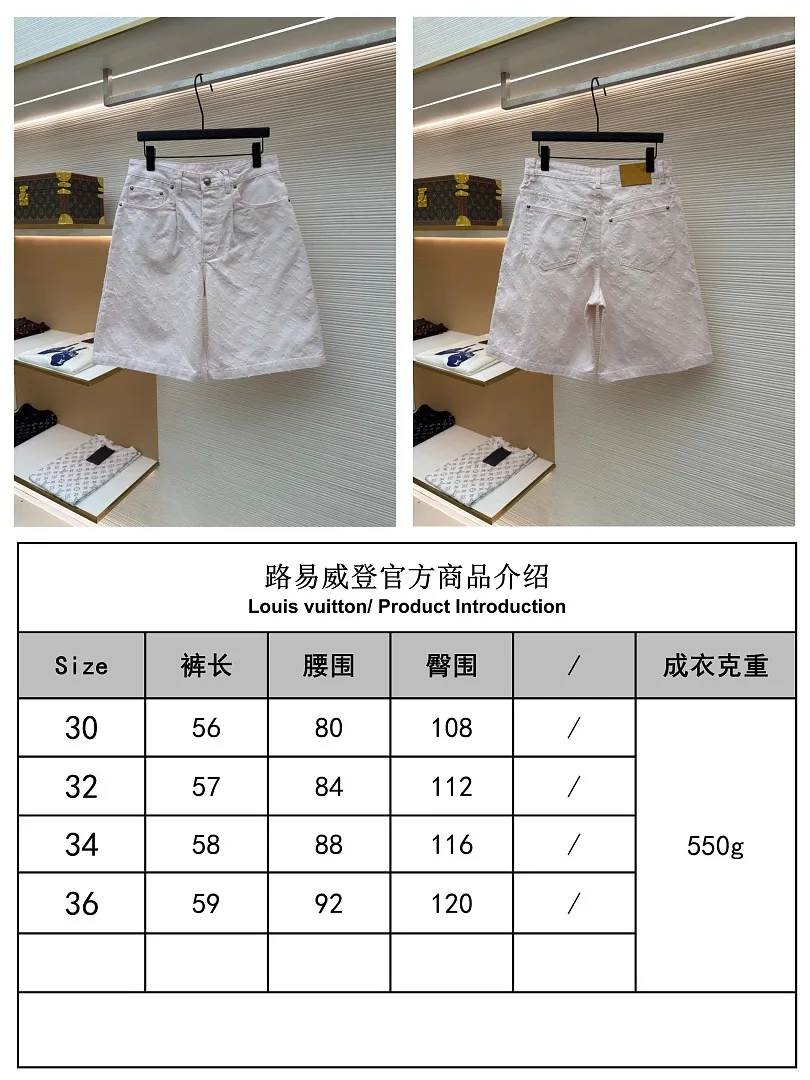 路易威登官方商品介绍
Louis vuitton/ Product Introduction
Size 裤长 腰围 臀围 / 成衣克重
30 56 80 108 /
32 57 84 112 /
34 58 88 116 /
550g
36 59 92 120 /